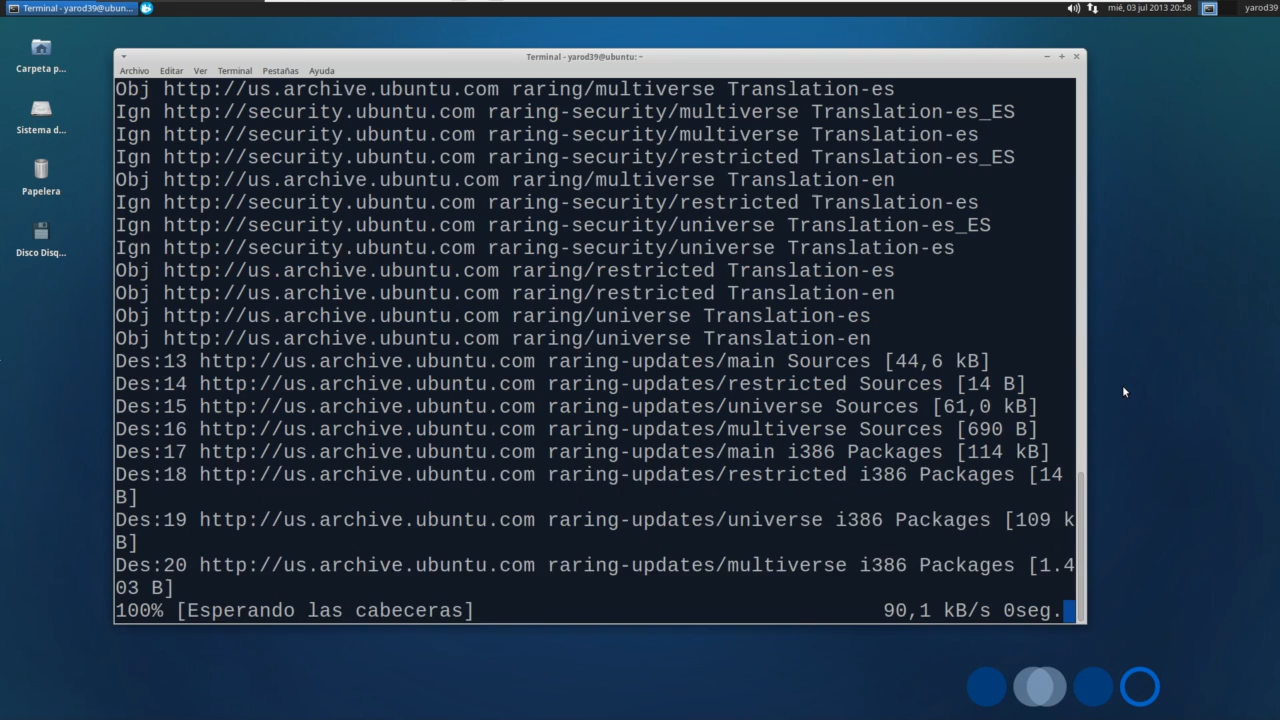 Terminal - yarod39@ubun...
mié, 03 jul 2013 20:58
yarod39
Carpeta p...
Sistema d...
Papelera
Disco Disq...
Terminal - yarod39@ubuntu: ~
Archivo Editar Ver Terminal Pestañas Ayuda
Obj http://us.archive.ubuntu.com raring/multiverse Translation-es
Ign http://security.ubuntu.com raring-security/multiverse Translation-es_ES
Ign http://security.ubuntu.com raring-security/multiverse Translation-es
Ign http://security.ubuntu.com raring-security/restricted Translation-es_ES
Obj http://us.archive.ubuntu.com raring/multiverse Translation-en
Ign http://security.ubuntu.com raring-security/restricted Translation-es
Ign http://security.ubuntu.com raring-security/universe Translation-es_ES
Ign http://security.ubuntu.com raring-security/universe Translation-es
Obj http://us.archive.ubuntu.com raring/restricted Translation-es
Obj http://us.archive.ubuntu.com raring/restricted Translation-en
Obj http://us.archive.ubuntu.com raring/universe Translation-es
Obj http://us.archive.ubuntu.com raring/universe Translation-en
Des:13 http://us.archive.ubuntu.com raring-updates/main Sources [44,6 kB]
Des:14 http://us.archive.ubuntu.com raring-updates/restricted Sources [14 B]
Des:15 http://us.archive.ubuntu.com raring-updates/universe Sources [61,0 kB]
Des:16 http://us.archive.ubuntu.com raring-updates/multiverse Sources [690 B]
Des:17 http://us.archive.ubuntu.com raring-updates/main i386 Packages [114 kB]
Des:18 http://us.archive.ubuntu.com raring-updates/restricted i386 Packages [14
B]
Des:19 http://us.archive.ubuntu.com raring-updates/universe i386 Packages [109 k
B]
Des:20 http://us.archive.ubuntu.com raring-updates/multiverse i386 Packages [1.4
03 B]
100% [Esperando las cabeceras] 90,1 kB/s 0seg.